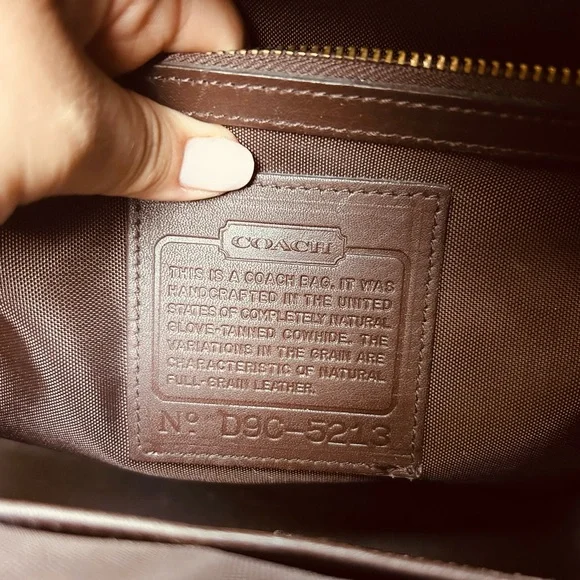 COACH
THIS IS A COACH BAG. IT WAS
HANDCRAFTED IN THE UNITED
STATES OF COMPLETELY NATURAL
GLOVE-TANNED COWHIDE. THE
VARIATIONS IN THE GRAIN ARE
CHARACTERISTIC OF NATURAL
FULL-GRAIN LEATHER.
Nº D9C-5213